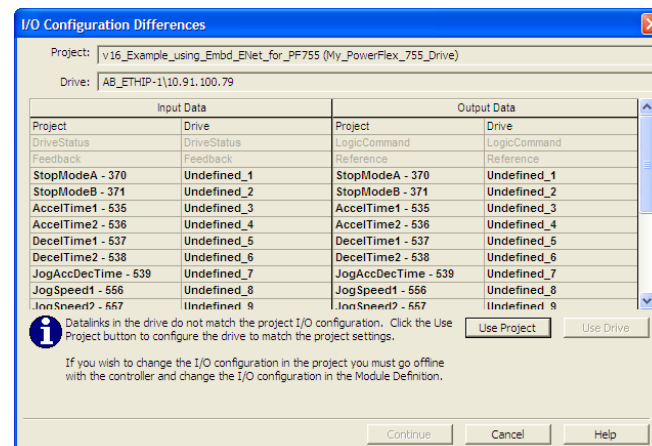 I/O Configuration Differences
Project: v16_Example_using_Embd_ENet_for_PF755 (My_PowerFlex_755_Drive)
Drive: AB_ETHIP-1\10.91.100.79
Input Data Output Data
Project Drive Project Drive
DriveStatus DriveStatus LogicCommand LogicCommand
Feedback Feedback Reference Reference
StopModeA - 370 Undefined_1 StopModeA - 370 Undefined_1
StopModeB - 371 Undefined_2 StopModeB - 371 Undefined_2
AccelTime1 - 535 Undefined_3 AccelTime1 - 535 Undefined_3
AccelTime2 - 536 Undefined_4 AccelTime2 - 536 Undefined_4
DecelTime1 - 537 Undefined_5 DecelTime1 - 537 Undefined_5
DecelTime2 - 538 Undefined_6 DecelTime2 - 538 Undefined_6
JogAccDecTime - 539 Undefined_7 JogAccDecTime - 539 Undefined_7
JogSpeed1 - 556 Undefined_8 JogSpeed1 - 556 Undefined_8
JogSpeed2 - 557 Undefined_9 JogSpeed2 - 557 Undefined_9
Datalinks in the drive do not match the project I/O configuration. Click the Use
Project button to configure the drive to match the project settings.
Use Project Use Drive
If you wish to change the I/O configuration in the project you must go offline
with the controller and change the I/O configuration in the Module Definition.
Continue Cancel Help